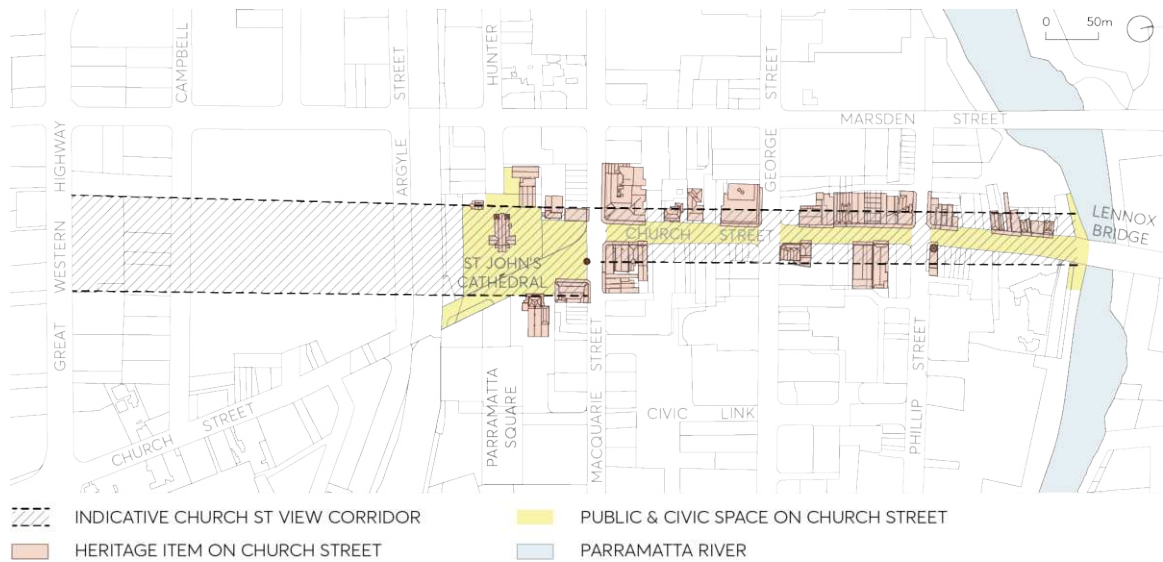 0 50m
CAMPBELL
STREET
HUNTER
STREET
MARSDEN STREET
HIGHWAY
ARGYLE
GEORGE
LENNOX
BRIDGE
CHURCH STREET
WESTERN
ST JOHN'S
CATHEDRAL
GREAT
STREET
STREET
PARRAMATTA
SQUARE
CIVIC LINK
CHURCH STREET
MACQUARIE
PHILLIP
INDICATIVE CHURCH ST VIEW CORRIDOR
PUBLIC & CIVIC SPACE ON CHURCH STREET
HERITAGE ITEM ON CHURCH STREET
PARRAMATTA RIVER